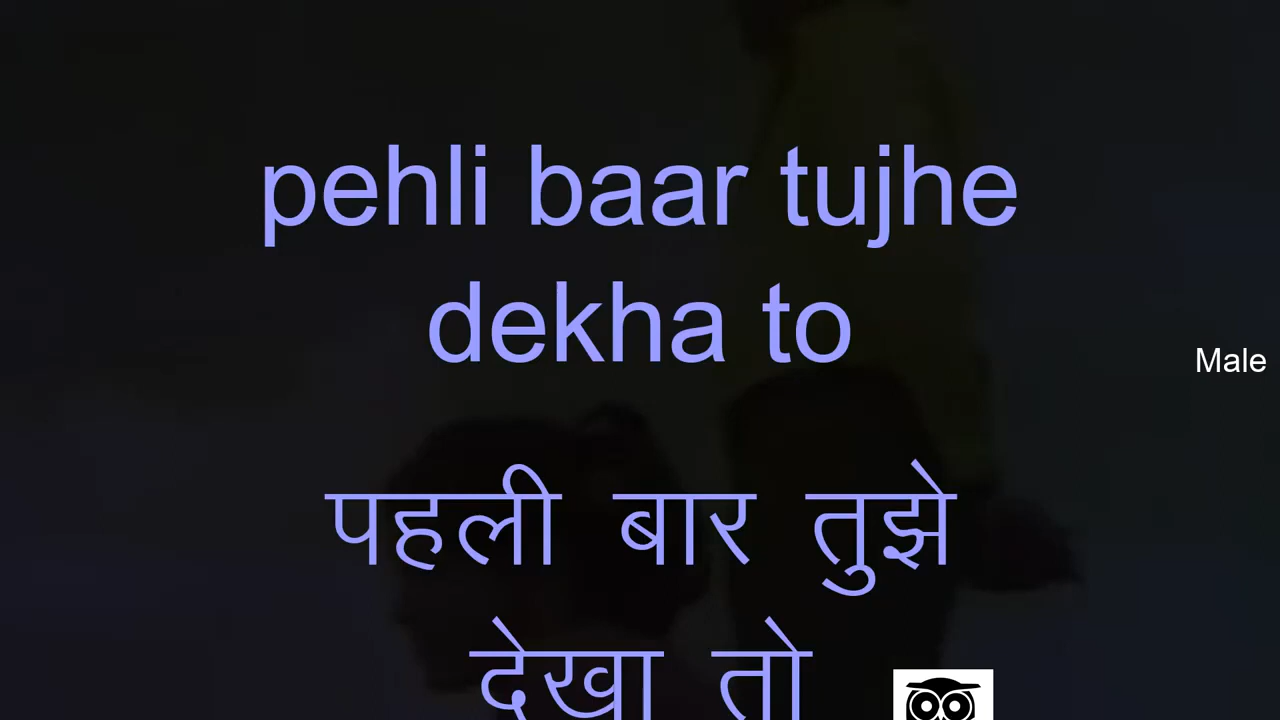 pehli baar tujhe
dekha to
Male
पहली बार तुझे
देखा तो